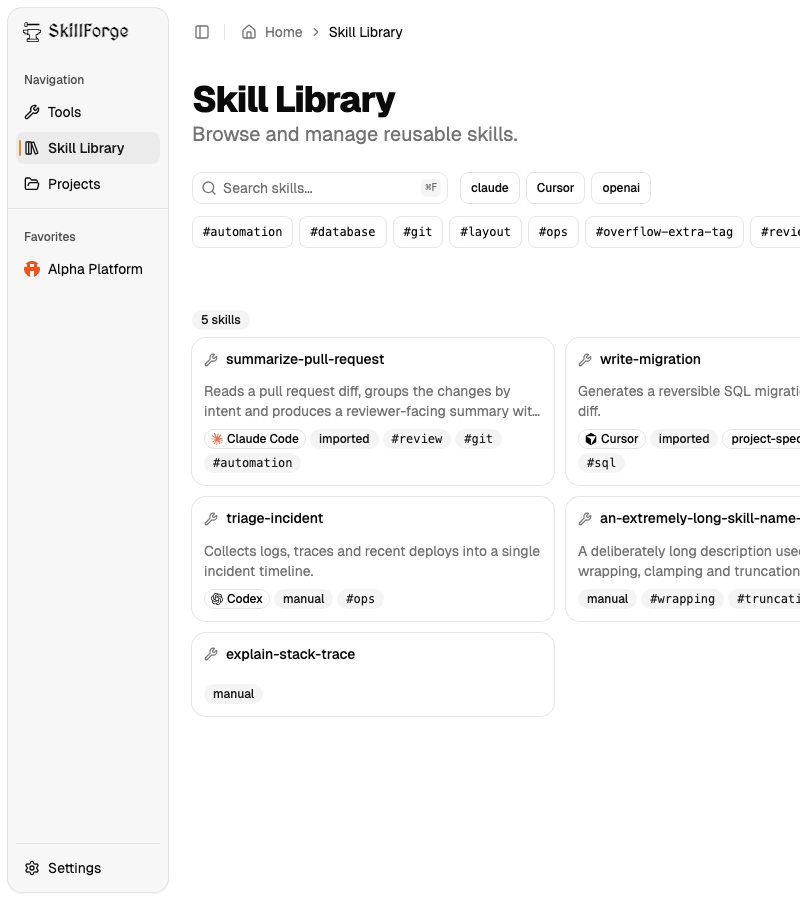 SkillForge
Home
Skill Library
Navigation
Tools
Skill Library
Projects
Favorites
Alpha Platform
Settings
Skill Library
Browse and manage reusable skills.
Search skills... ⌘F claude Cursor openai
#automation #database #git #layout #ops #overflow-extra-tag
5 skills
summarize-pull-request
Reads a pull request diff, groups the changes by
intent and produces a reviewer-facing summary wit...
Claude Code imported #review #git
#automation
write-migration
Generates a reversible SQL
diff.
Cursor imported
#sql
triage-incident
Collects logs, traces and recent deploys into a single
incident timeline.
Codex manual #ops
an-extremely-long-skill-name-
A deliberately long description
wrapping, clamping and truncation
manual #wrapping
explain-stack-trace
manual